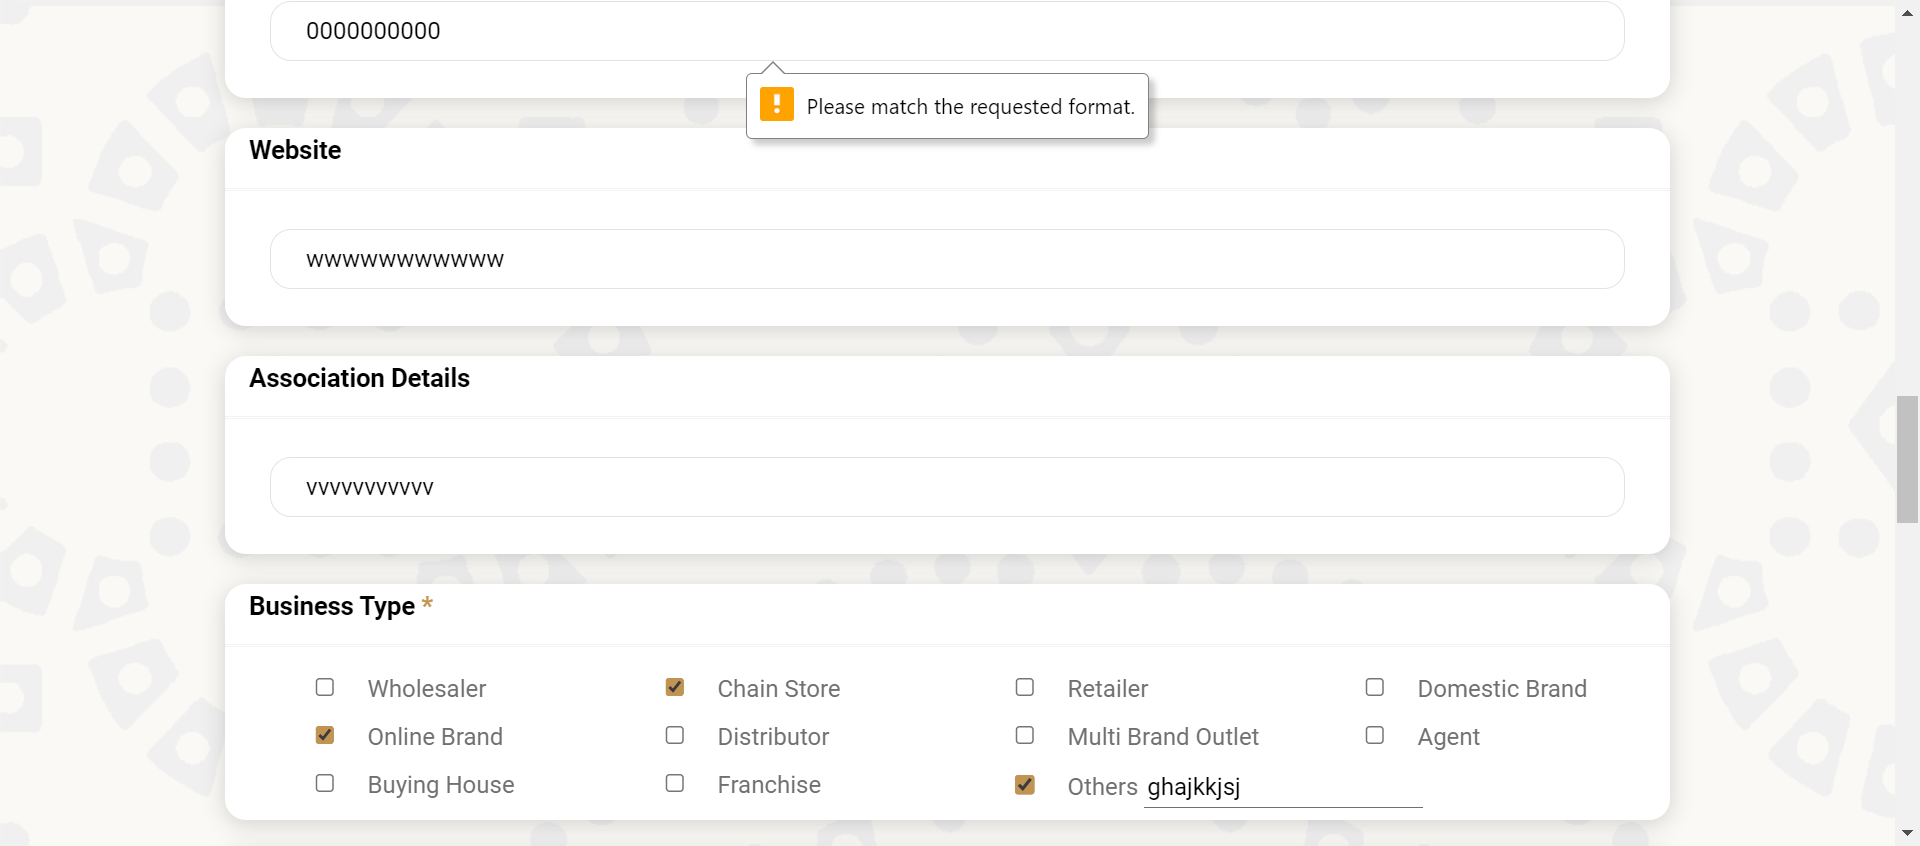 0000000000
Please match the requested format.
Website
wwwwwwwwwww
Association Details
vvvvvvvvvvv
Business Type *
Wholesaler Chain Store Retailer Domestic Brand
Online Brand Distributor Multi Brand Outlet Agent
Buying House Franchise Others ghajkkjsj